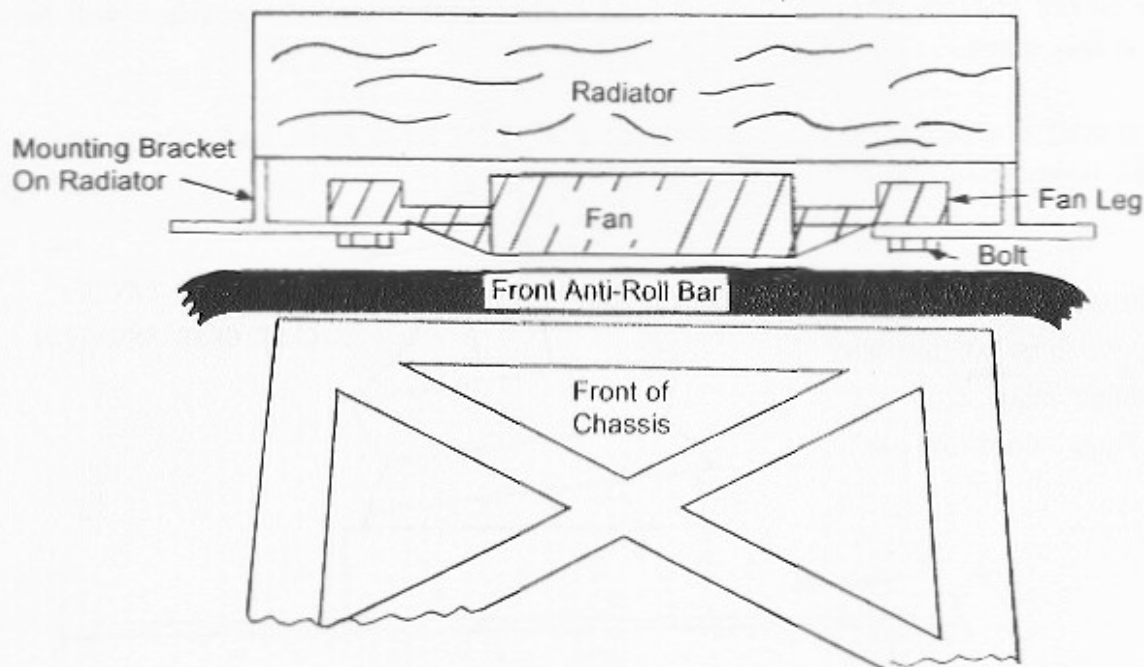 Radiator
Mounting Bracket
On Radiator
Fan Leg
Fan
Bolt
Front Anti-Roll Bar
Front of
Chassis